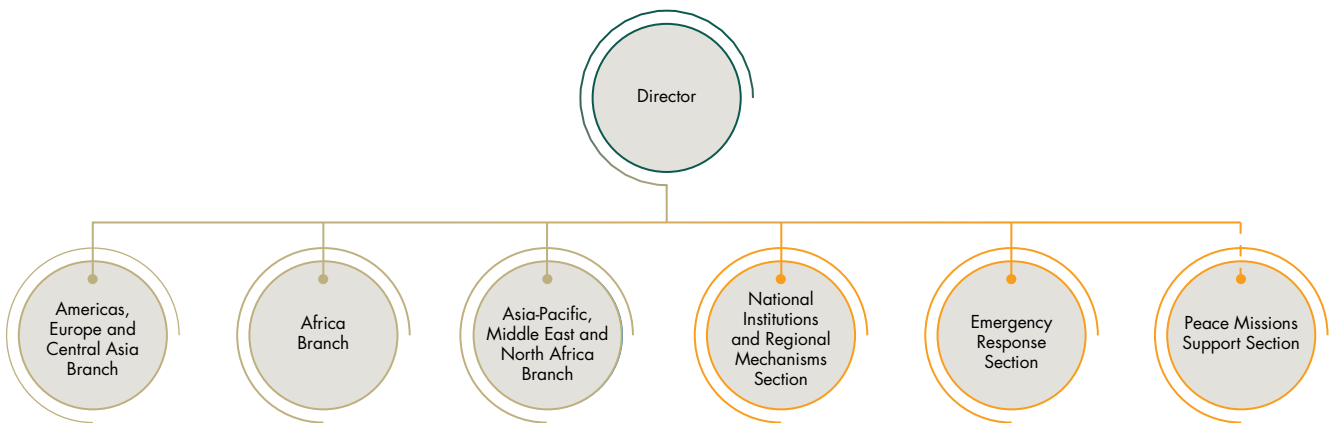 Director
Americas,
Europe and
Central Asia
Branch
Africa
Branch
Asia-Pacific,
Middle East and
North Africa
Branch
National
Institutions
and Regional
Mechanisms
Section
Emergency
Response
Section
Peace Missions
Support Section